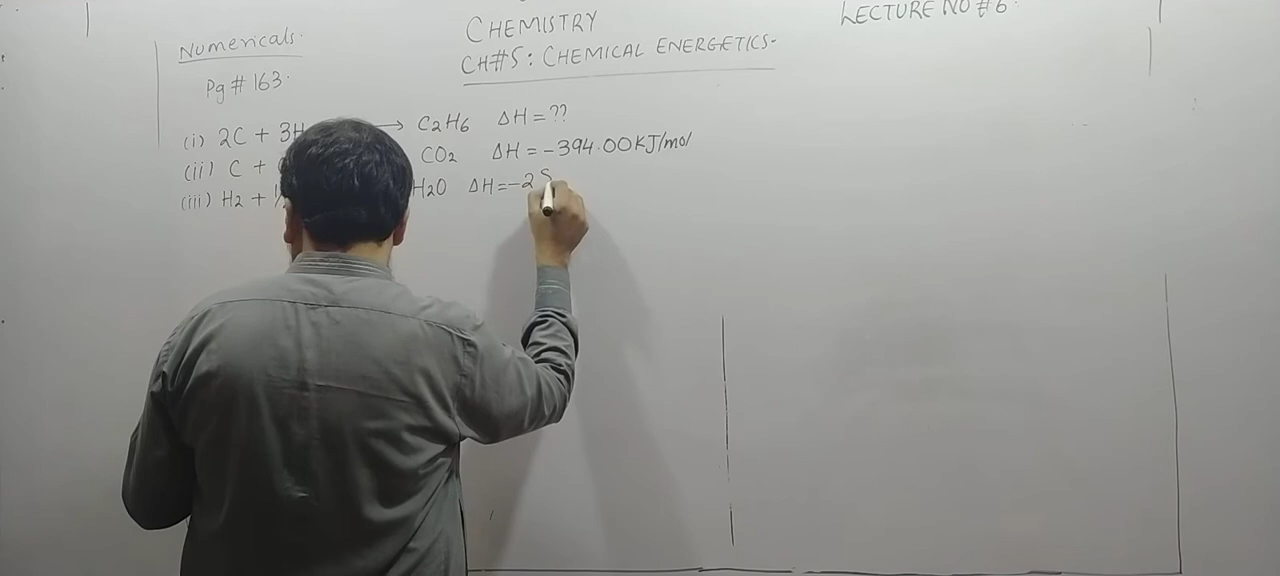 CHEMISTRY
LECTURE NO # 6.
CH#5: CHEMICAL ENERGETICS.
Numericals.
Pg # 163.
(i) 2C + 3H → C2H6 ΔH = ??
(ii) C + CO2 ΔH = -394.00KJ/mol
(iii) H2 + H2O ΔH = -2